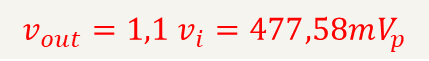 v_out = 1,1 v_i = 477,58mV_p